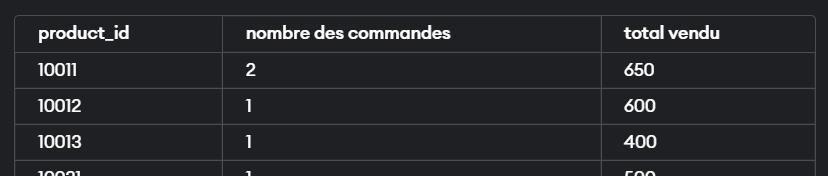 product_id nombre des commandes total vendu
10011 2 650
10012 1 600
10013 1 400